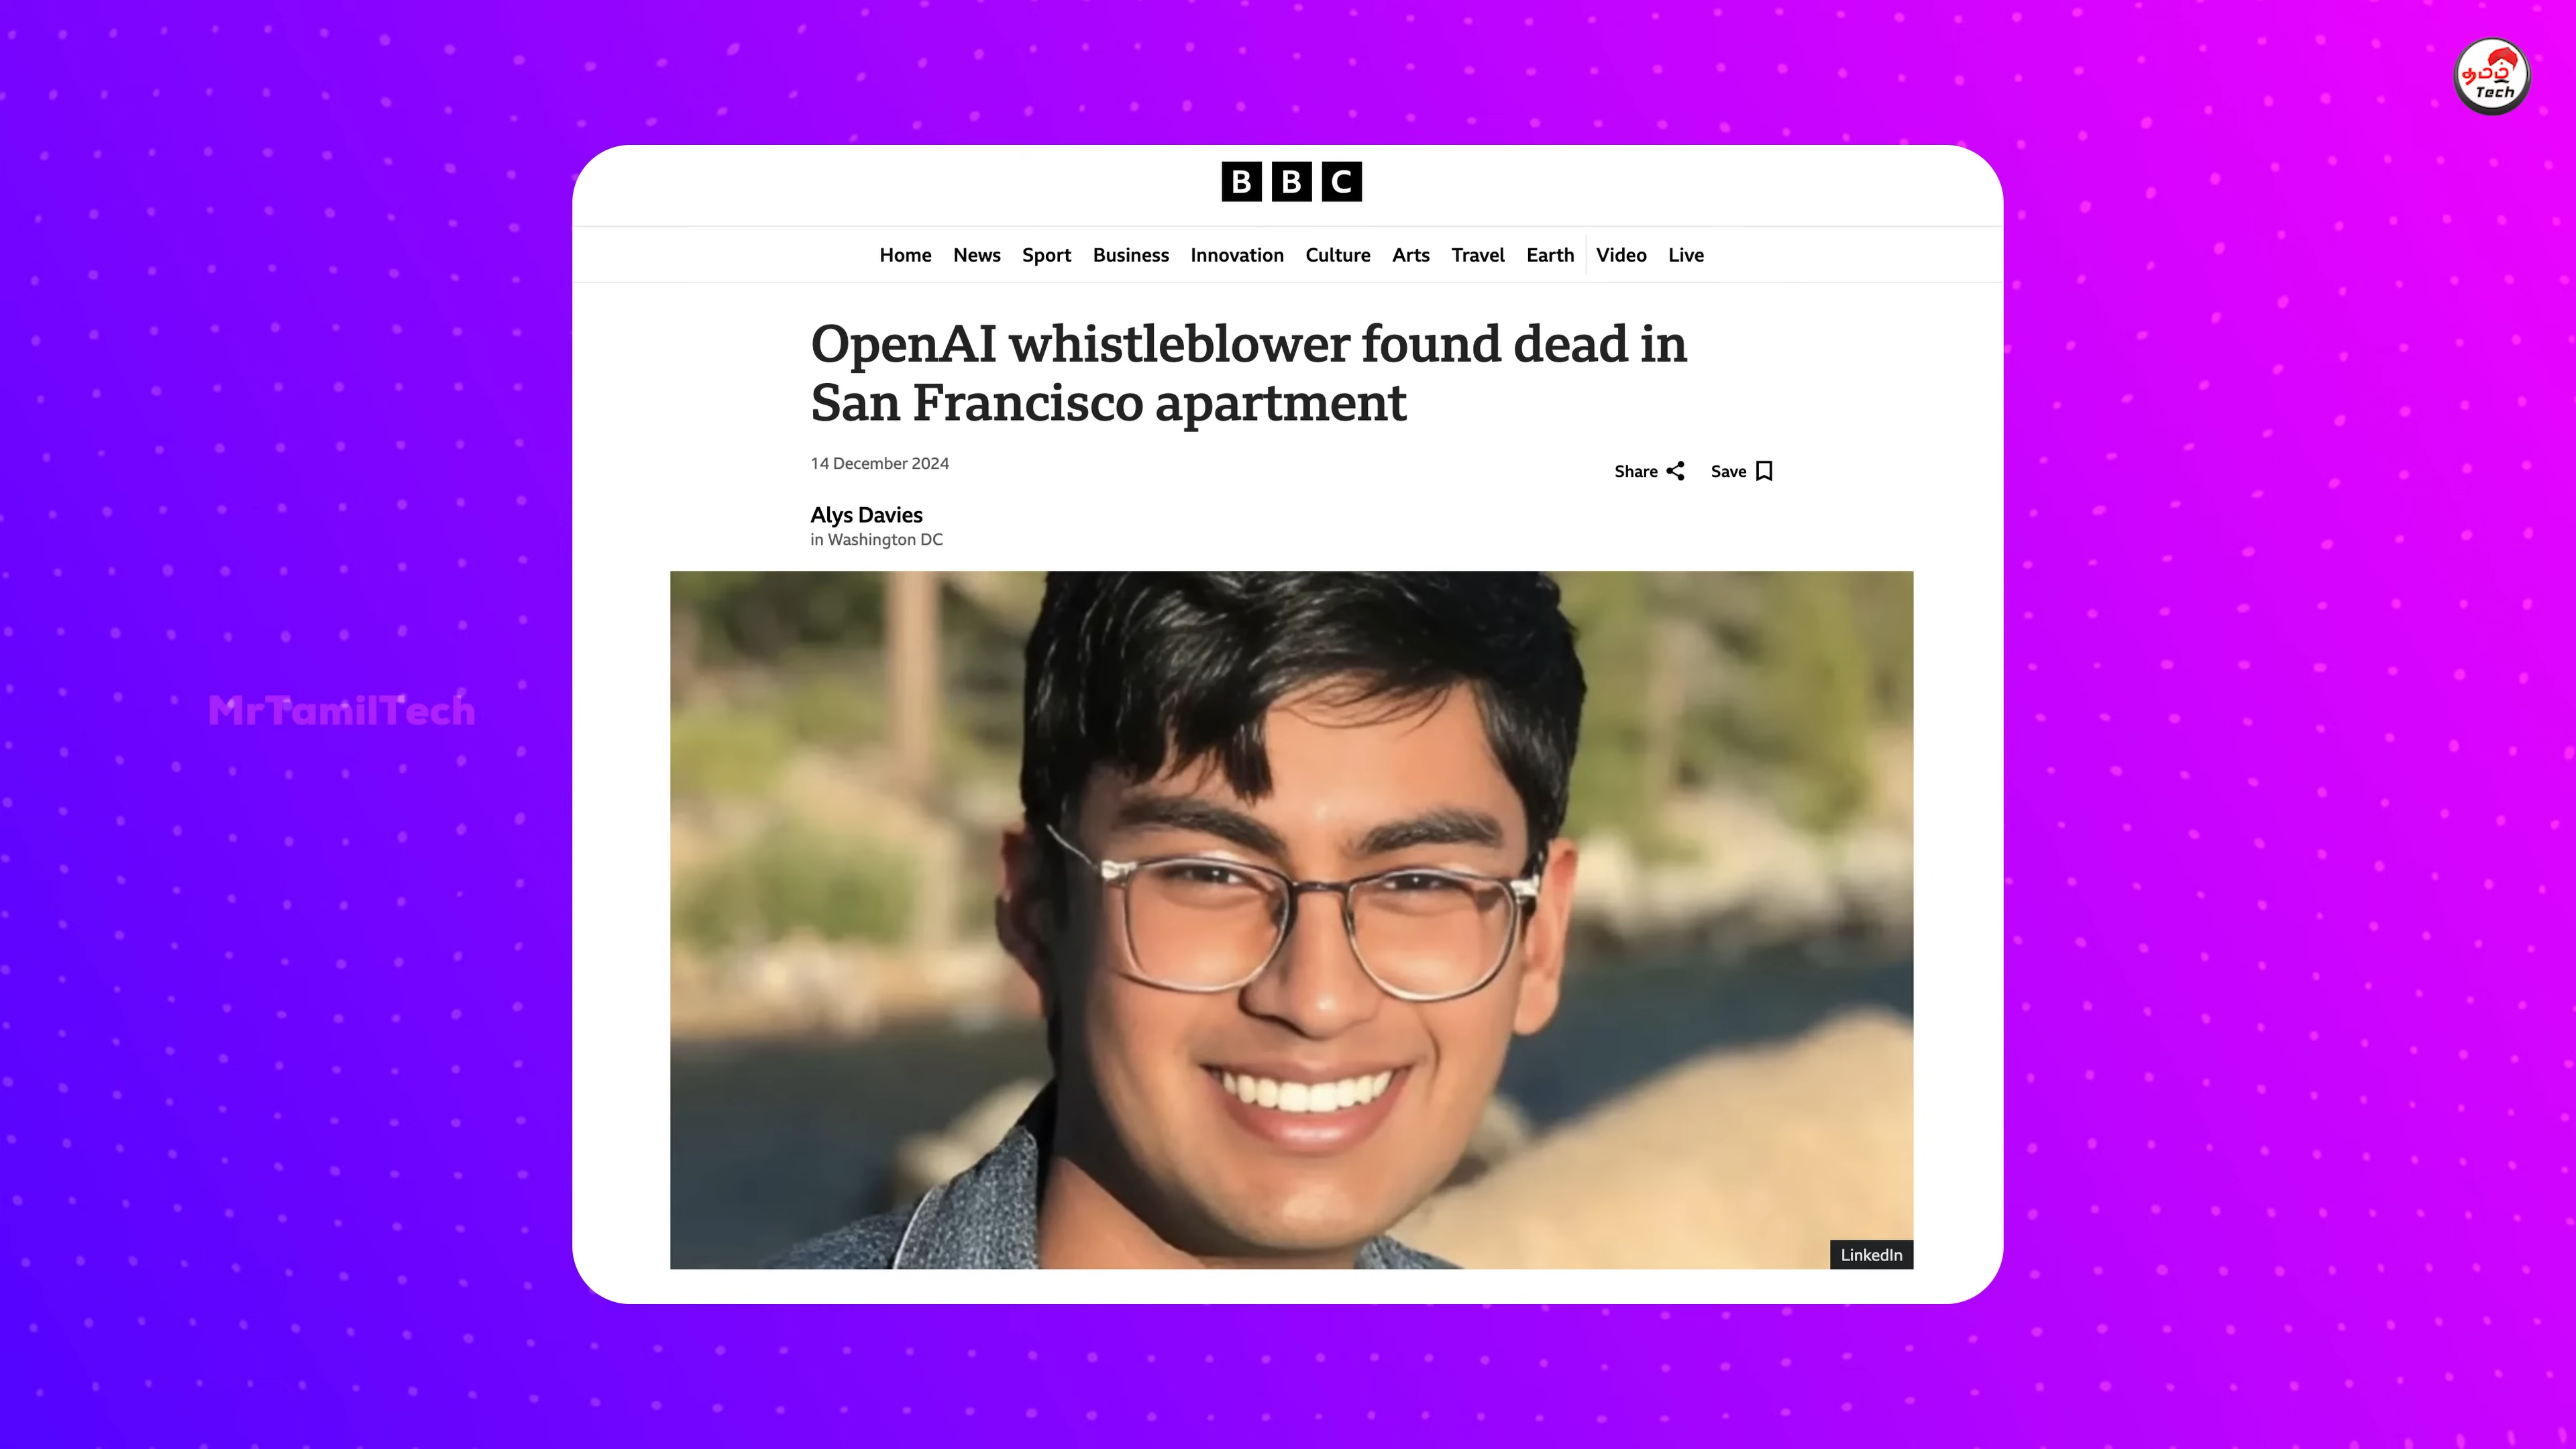 தமிழ்
Tech
BBC
Home News Sport Business Innovation Culture Arts Travel Earth Video Live
OpenAI whistleblower found dead in
San Francisco apartment
14 December 2024
Share Save
Alys Davies
in Washington DC
MrTamilTech
LinkedIn